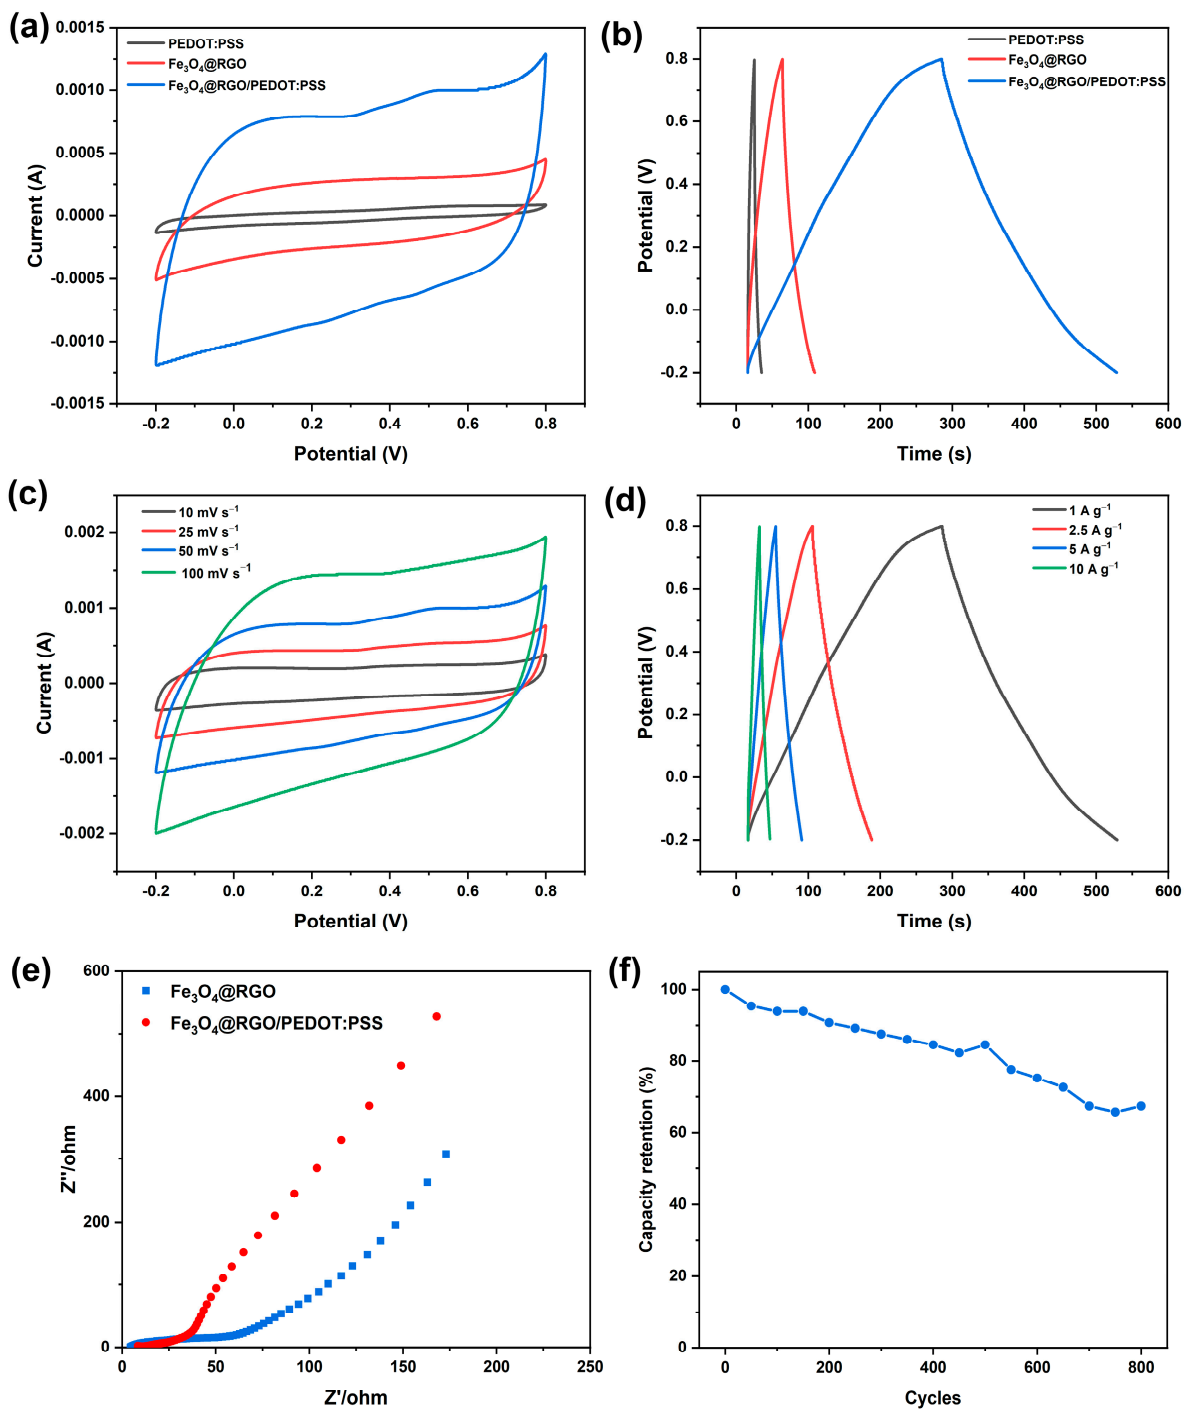 (a)
0.0015
0.0010
0.0005
0.0000
-0.0005
-0.0010
-0.0015
Current (A)
PEDOT:PSS
Fe₃O₄@RGO
Fe₃O₄@RGO/PEDOT:PSS
-0.2 0.0 0.2 0.4 0.6 0.8
Potential (V)
(b)
0.8
0.6
0.4
0.2
0.0
-0.2
Potential (V)
PEDOT:PSS
Fe₃O₄@RGO
Fe₃O₄@RGO/PEDOT:PSS
0 100 200 300 400 500 600
Time (s)
(c)
0.002
0.001
0.000
-0.001
-0.002
Current (A)
10 mV s⁻¹
25 mV s⁻¹
50 mV s⁻¹
100 mV s⁻¹
-0.2 0.0 0.2 0.4 0.6 0.8
Potential (V)
(d)
0.8
0.6
0.4
0.2
0.0
-0.2
Potential (V)
1 A g⁻¹
2.5 A g⁻¹
5 A g⁻¹
10 A g⁻¹
0 100 200 300 400 500 600
Time (s)
(e)
600
400
200
0
Z''/ohm
Fe₃O₄@RGO
Fe₃O₄@RGO/PEDOT:PSS
0 50 100 150 200 250
Z'/ohm
(f)
100
80
60
40
20
0
Capacity retention (%)
0 200 400 600 800
Cycles